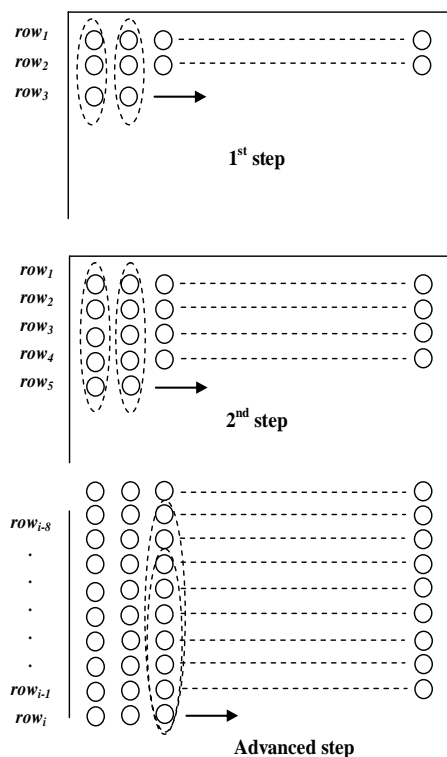 row₁
row₂
row₃
1ˢᵗ step
row₁
row₂
row₃
row₄
row₅
2ⁿᵈ step
rowᵢ₋₈
.
.
.
.
.
rowᵢ₋₁
rowᵢ
Advanced step